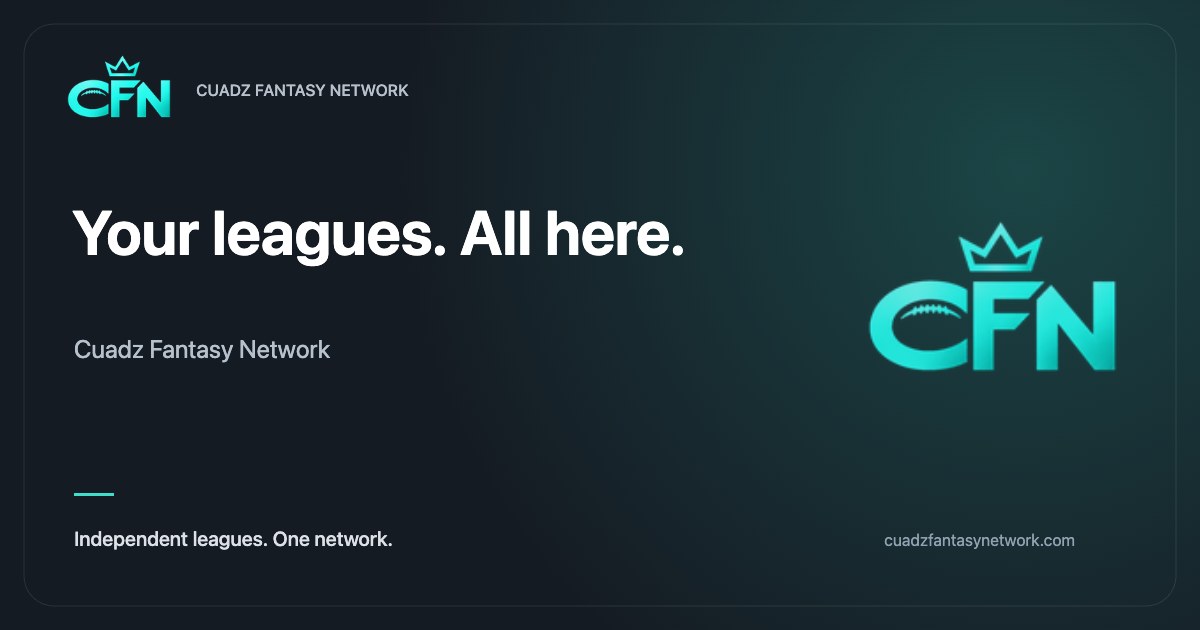 CFN
CUADZ FANTASY NETWORK
Your leagues. All here.
CFN
Cuadz Fantasy Network
Independent leagues. One network.
cuadzfantasynetwork.com